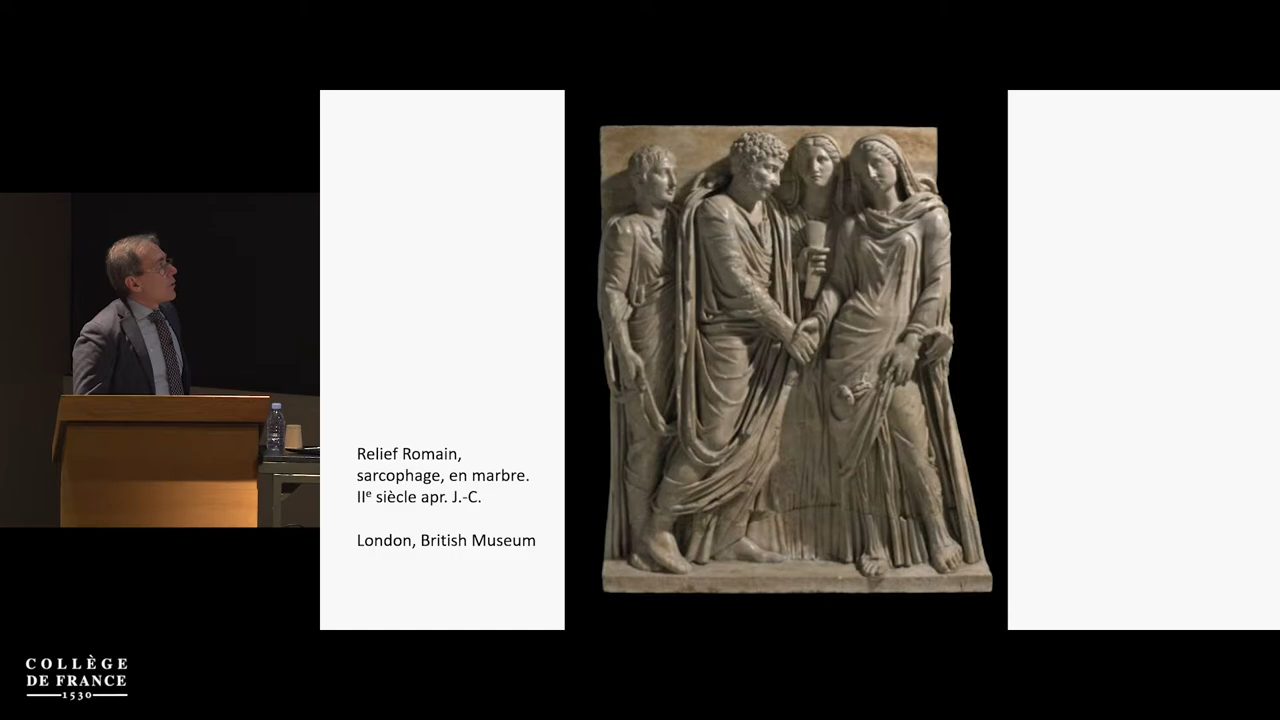 Relief Romain,
sarcophage, en marbre.
IIᵉ siècle apr. J.-C.
London, British Museum
COLLÈGE
DE FRANCE
1530